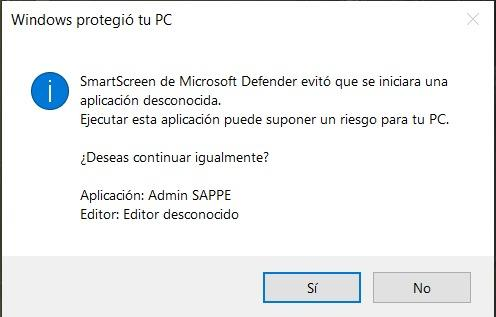 Windows protegió tu PC
SmartScreen de Microsoft Defender evitó que se iniciara una
aplicación desconocida.
Ejecutar esta aplicación puede suponer un riesgo para tu PC.
¿Deseas continuar igualmente?
Aplicación: Admin SAPPE
Editor: Editor desconocido
Sí
No